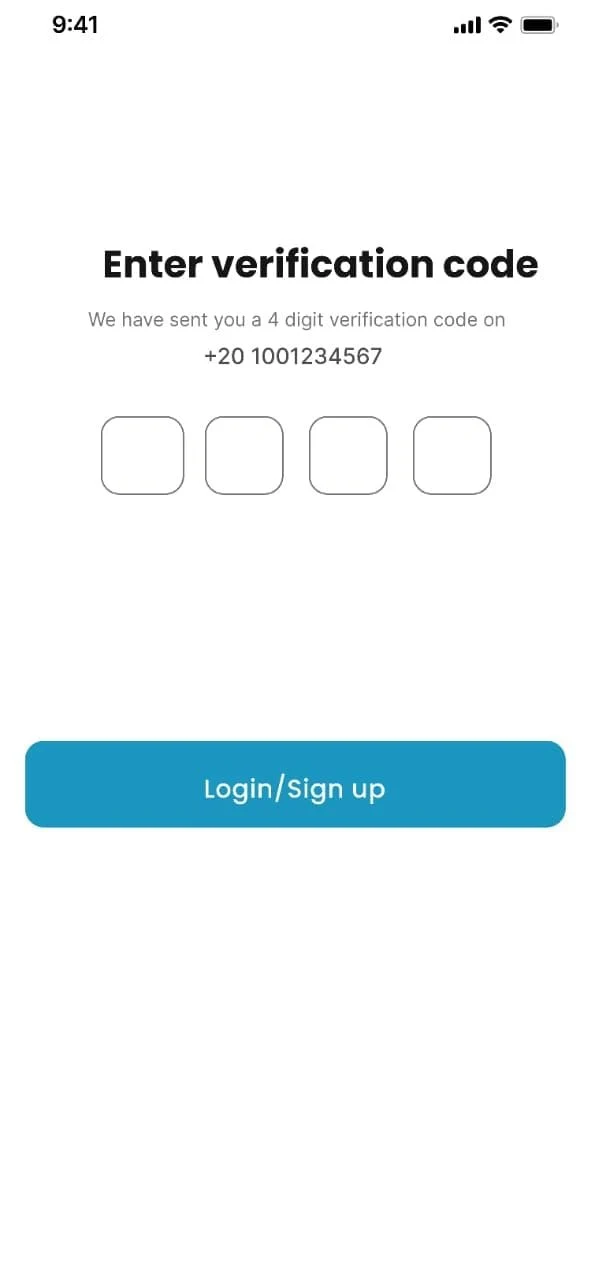 9:41
Enter verification code
We have sent you a 4 digit verification code on
+20 1001234567
Login/Sign up